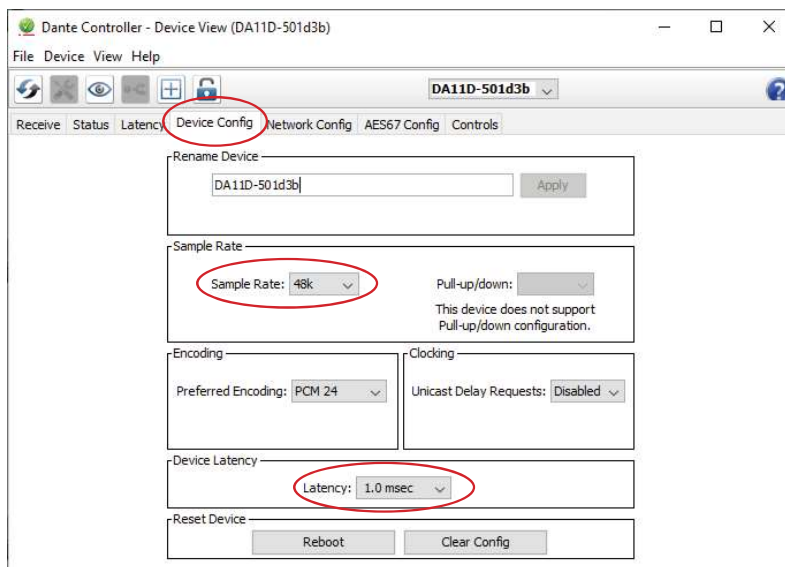 Dante Controller - Device View (DA11D-501d3b)
File Device View Help
DA11D-501d3b
?
Receive Status Latency Device Config Network Config AES67 Config Controls
Rename Device
DA11D-501d3b Apply
Sample Rate
Sample Rate: 48k Pull-up/down:
This device does not support
Pull-up/down configuration.
Encoding Clocking
Preferred Encoding: PCM 24 Unicast Delay Requests: Disabled
Device Latency
Latency: 1.0 msec
Reset Device
Reboot Clear Config